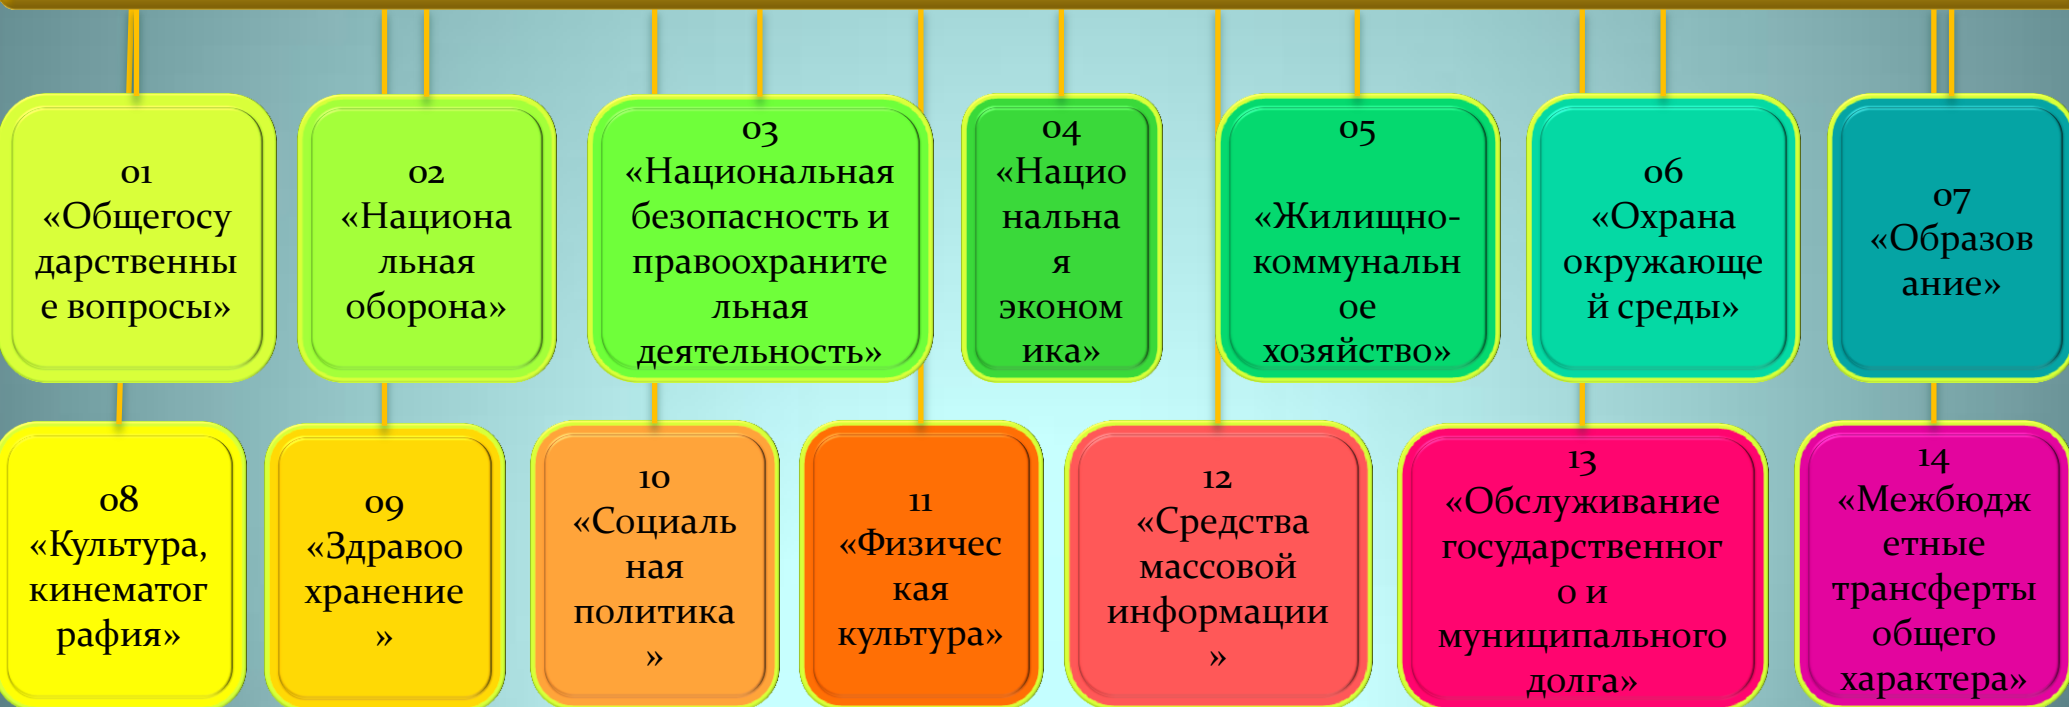 01
«Общегосу
дарственны
е вопросы»
02
«Национа
льная
оборона»
03
«Национальная
безопасность и
правоохраните
льная
деятельность»
04
«Нацио
нальна
я
эконом
ика»
05
«Жилищно-
коммунальн
ое
хозяйство»
06
«Охрана
окружающе
й среды»
07
«Образов
ание»
08
«Культура,
кинематог
рафия»
09
«Здравоо
хранение
»
10
«Социаль
ная
политика
»
11
«Физичес
кая
культура»
12
«Средства
массовой
информации
»
13
«Обслуживание
государственног
о и
муниципального
долга»
14
«Межбюдж
етные
трансферты
общего
характера»